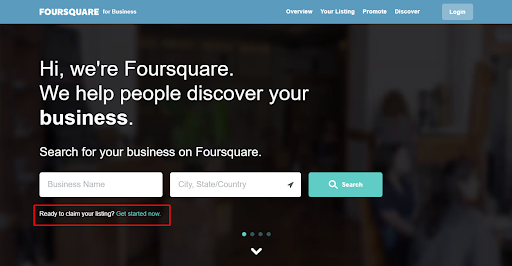 FOURSQUARE for Business Overview Your Listing Promote Discover Login
Hi, we're Foursquare.
We help people discover your
business.
Search for your business on Foursquare.
Business Name City, State/Country Search
Ready to claim your listing? Get started now.